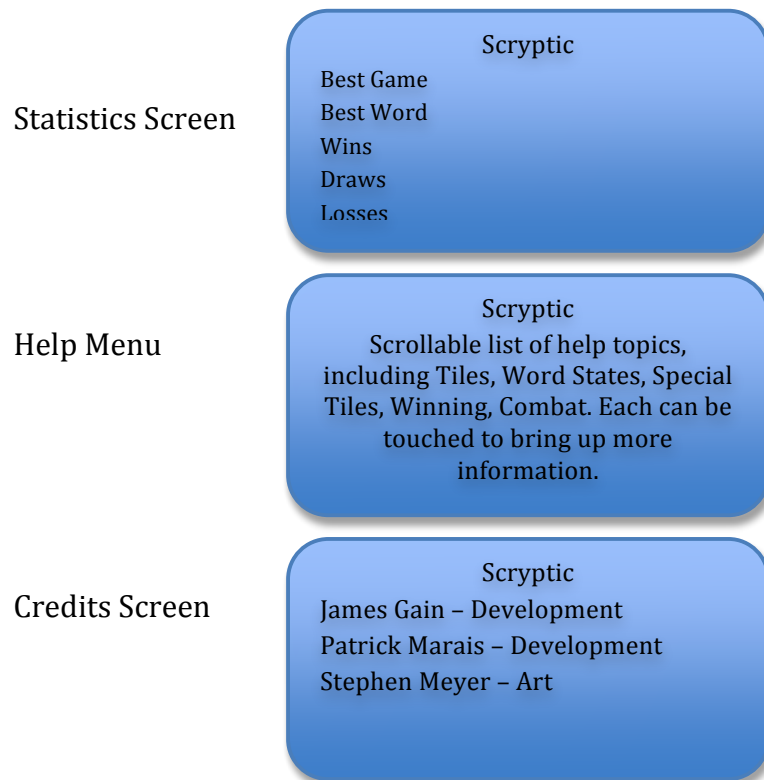 Statistics Screen
Scryptic
Best Game
Best Word
Wins
Draws
Losses
Help Menu
Scryptic
Scrollable list of help topics,
including Tiles, Word States, Special
Tiles, Winning, Combat. Each can be
touched to bring up more
information.
Credits Screen
Scryptic
James Gain – Development
Patrick Marais – Development
Stephen Meyer – Art